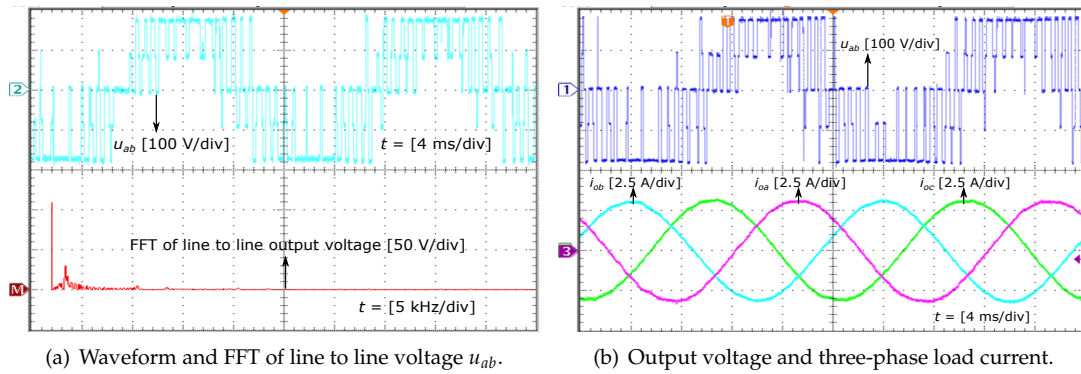 T
2
u_ab [100 V/div]
t = [4 ms/div]
FFT of line to line output voltage [50 V/div]
M
t = [5 kHz/div]
(a) Waveform and FFT of line to line voltage u_ab.
T
u_ab [100 V/div]
1
i_ob [2.5 A/div]
i_oa [2.5 A/div]
i_oc [2.5 A/div]
3
t = [4 ms/div]
(b) Output voltage and three-phase load current.